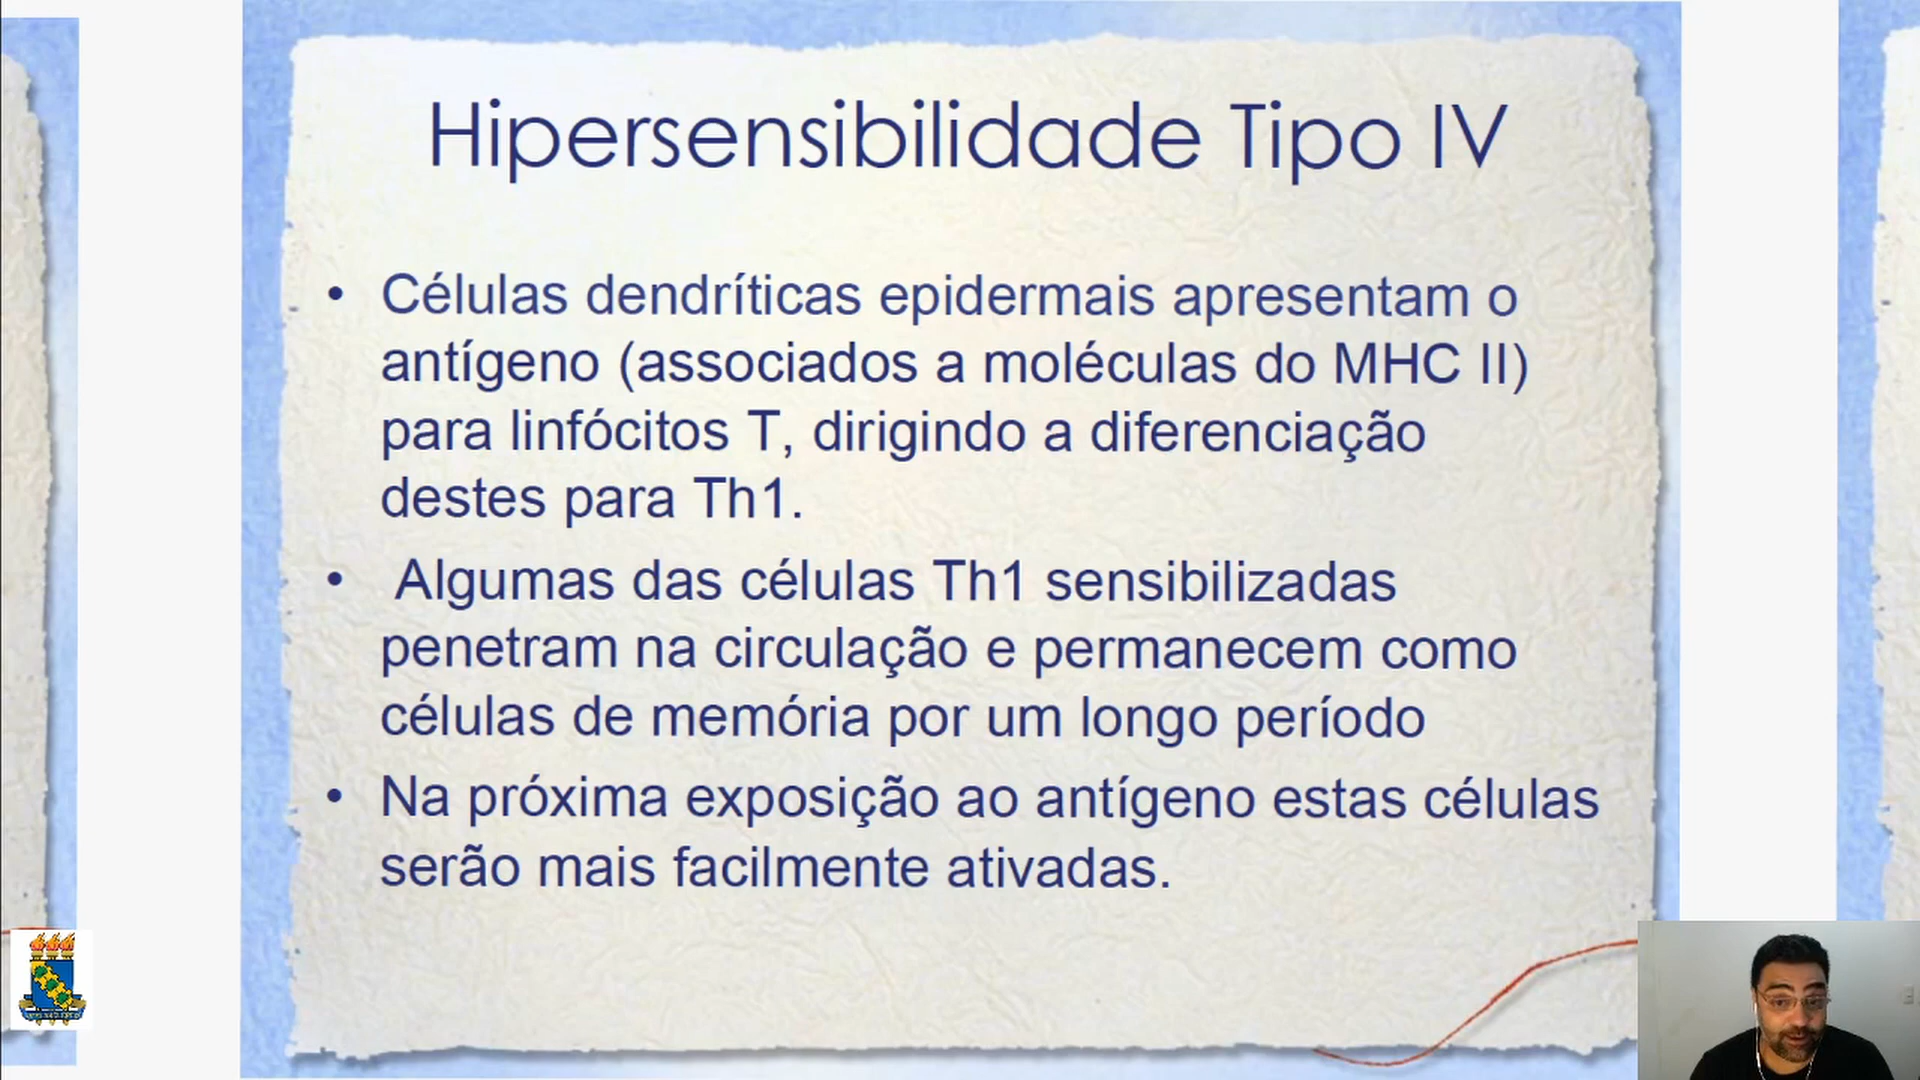 Hipersensibilidade Tipo IV
• Células dendríticas epidermais apresentam o
antígeno (associados a moléculas do MHC II)
para linfócitos T, dirigindo a diferenciação
destes para Th1.
• Algumas das células Th1 sensibilizadas
penetram na circulação e permanecem como
células de memória por um longo período
• Na próxima exposição ao antígeno estas células
serão mais facilmente ativadas.